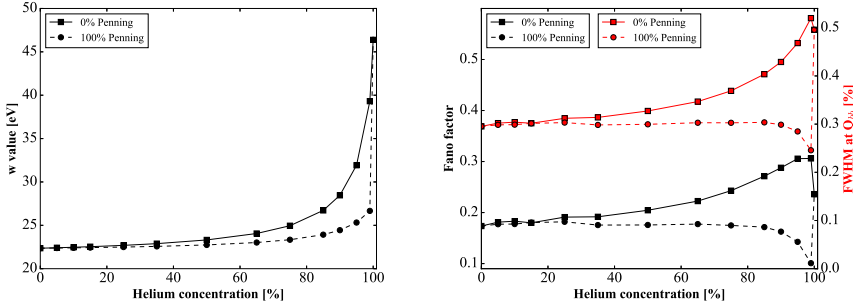 50
45
40
35
30
25
20
w value [eV]
0% Penning
100% Penning
0 20 40 60 80 100
Helium concentration [%]
0.5
0.4
0.3
0.2
0.1
Fano factor
0% Penning
100% Penning
0% Penning
100% Penning
0.5
0.4
0.3
0.2
0.1
0.0
FWHM at Q [%]
0 20 40 60 80 100
Helium concentration [%]